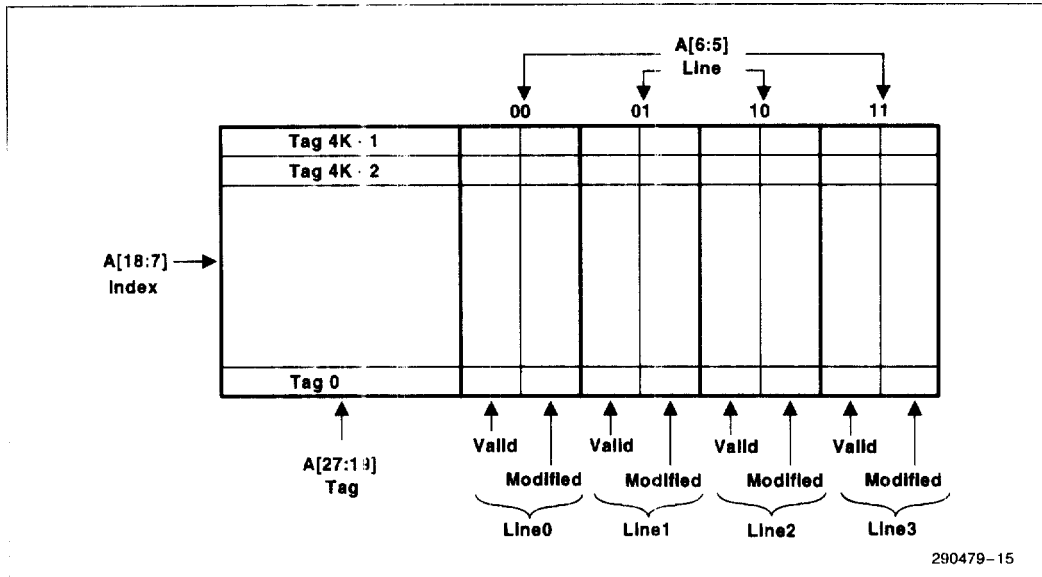 A[6:5]
Line
00 01 10 11
Tag 4K - 1
Tag 4K - 2
A[18:7]
Index
Tag 0
Valid Valid Valid Valid
A[27:19]
Tag
Modified Modified Modified Modified
Line0 Line1 Line2 Line3
290479-15